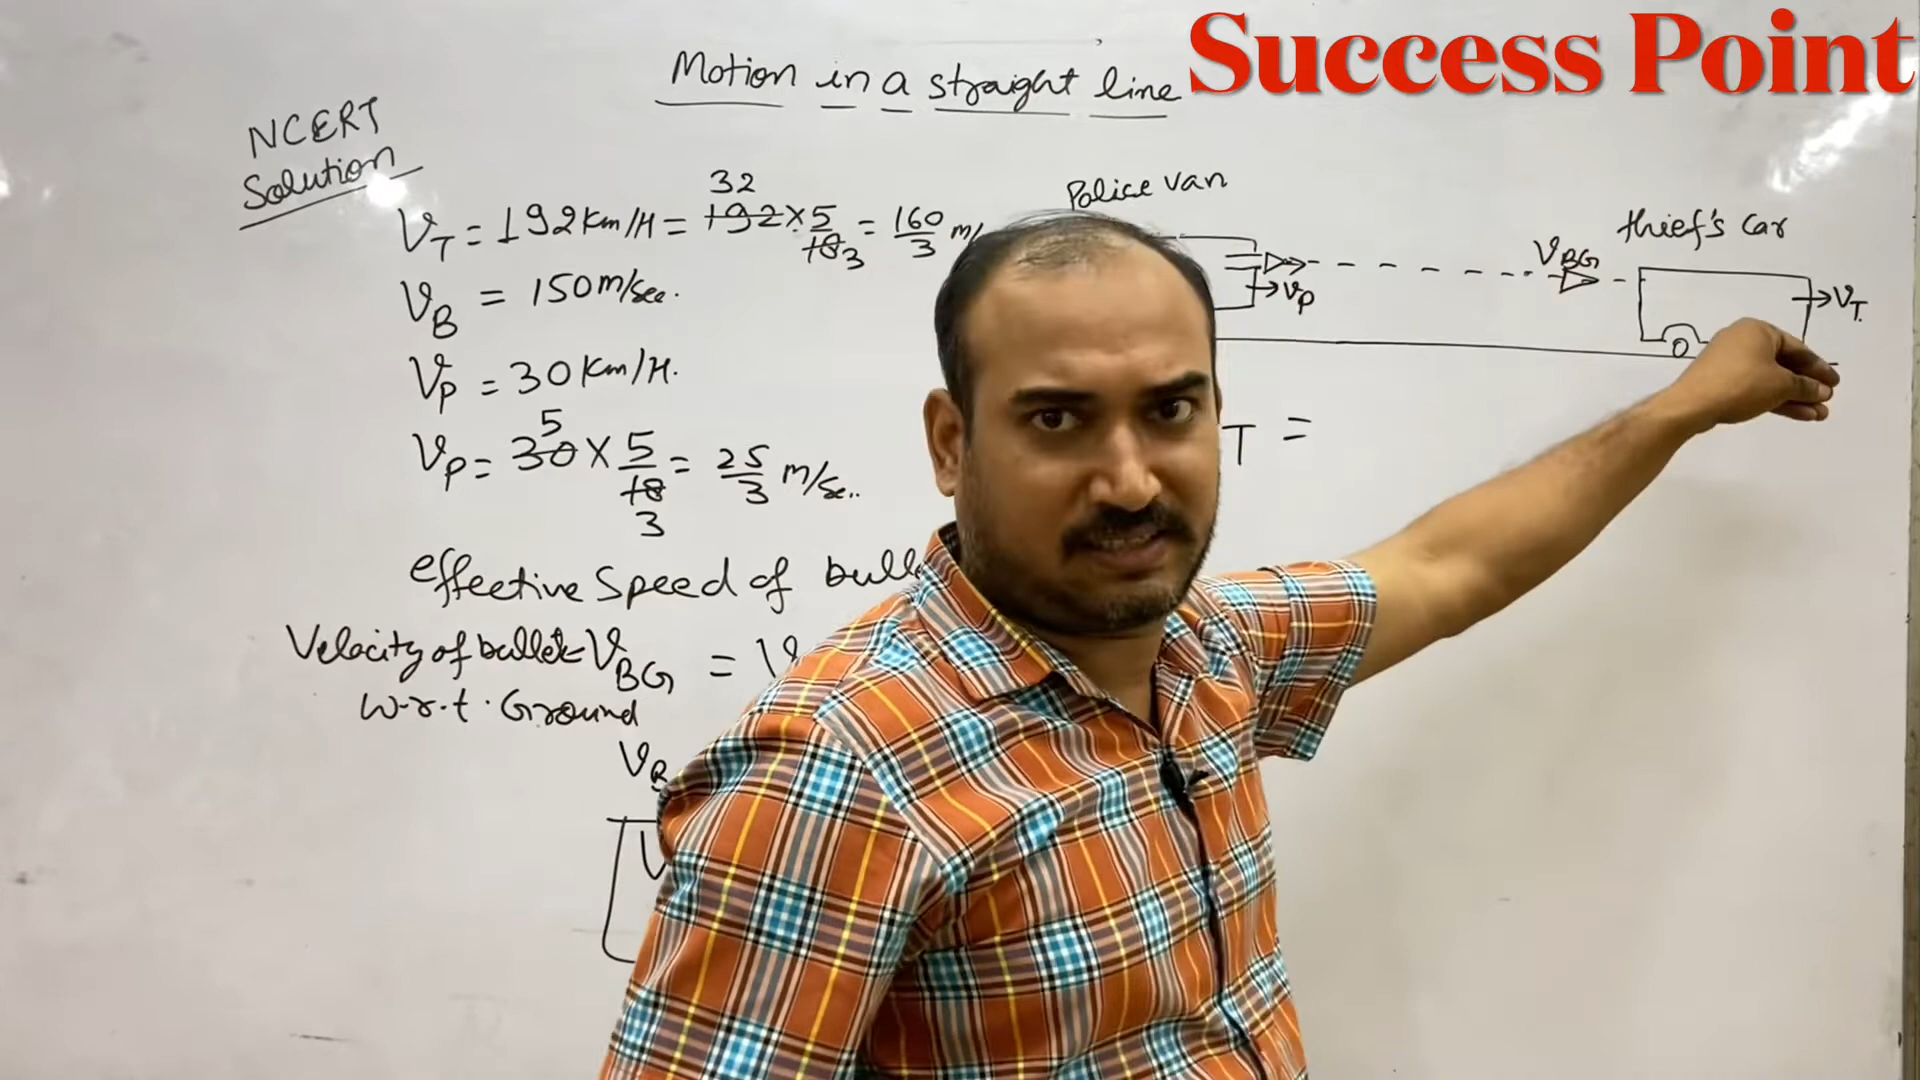 Success Point
Motion in a straight line
NCERT
Solution
32
V_T = 192 Km/H = 192 × 5/18 3 = 160/3 m/
V_B = 150 m/sec.
V_P = 30 Km/H.
5
V_P = 30 × 5/18 = 25/3 m/se..
3
effective Speed of bull
Velocity of bullet V_BG = V
w.r.t. Ground
V_B
Police van
V_P
V_BG
thief's car
V_T
T =